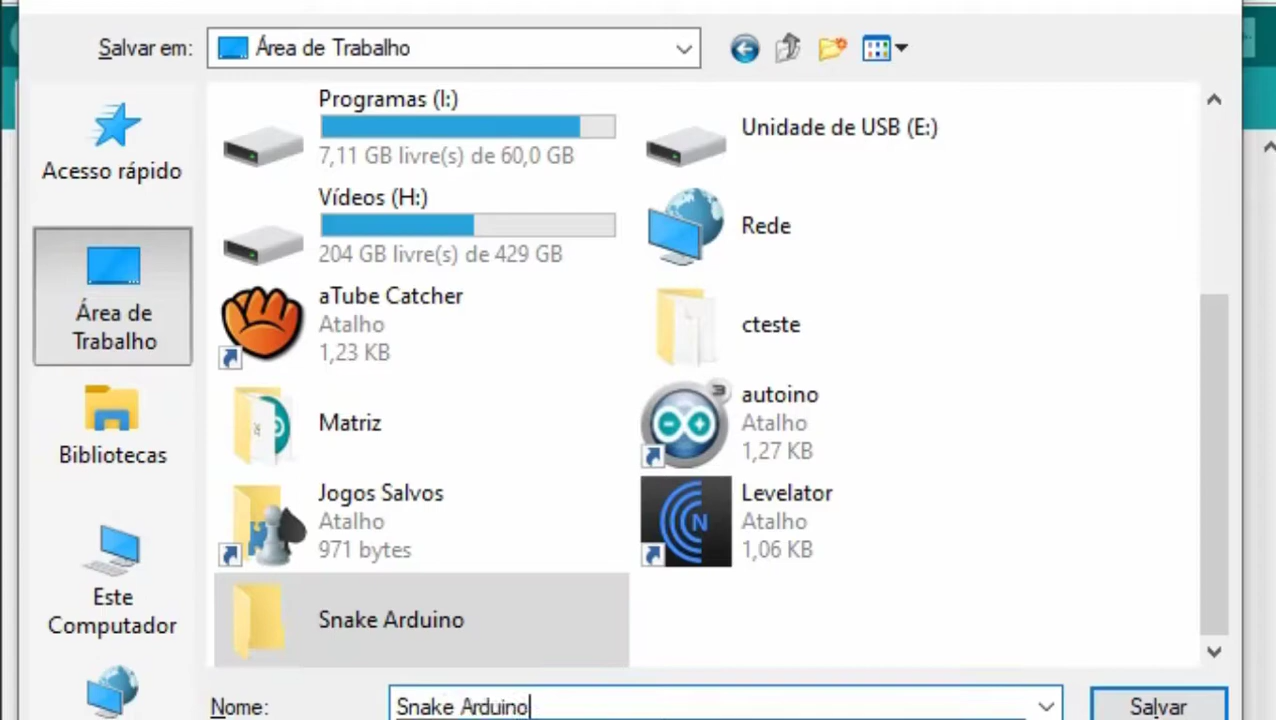 Salvar em:
Área de Trabalho
Acesso rápido
Área de
Trabalho
Bibliotecas
Este
Computador
Programas (I:)
7,11 GB livre(s) de 60,0 GB
Unidade de USB (E:)
Vídeos (H:)
204 GB livre(s) de 429 GB
Rede
aTube Catcher
Atalho
1,23 KB
cteste
Matriz
3
autoino
Atalho
1,27 KB
Jogos Salvos
Atalho
971 bytes
N
Levelator
Atalho
1,06 KB
Snake Arduino
Nome:
Snake Arduino
Salvar